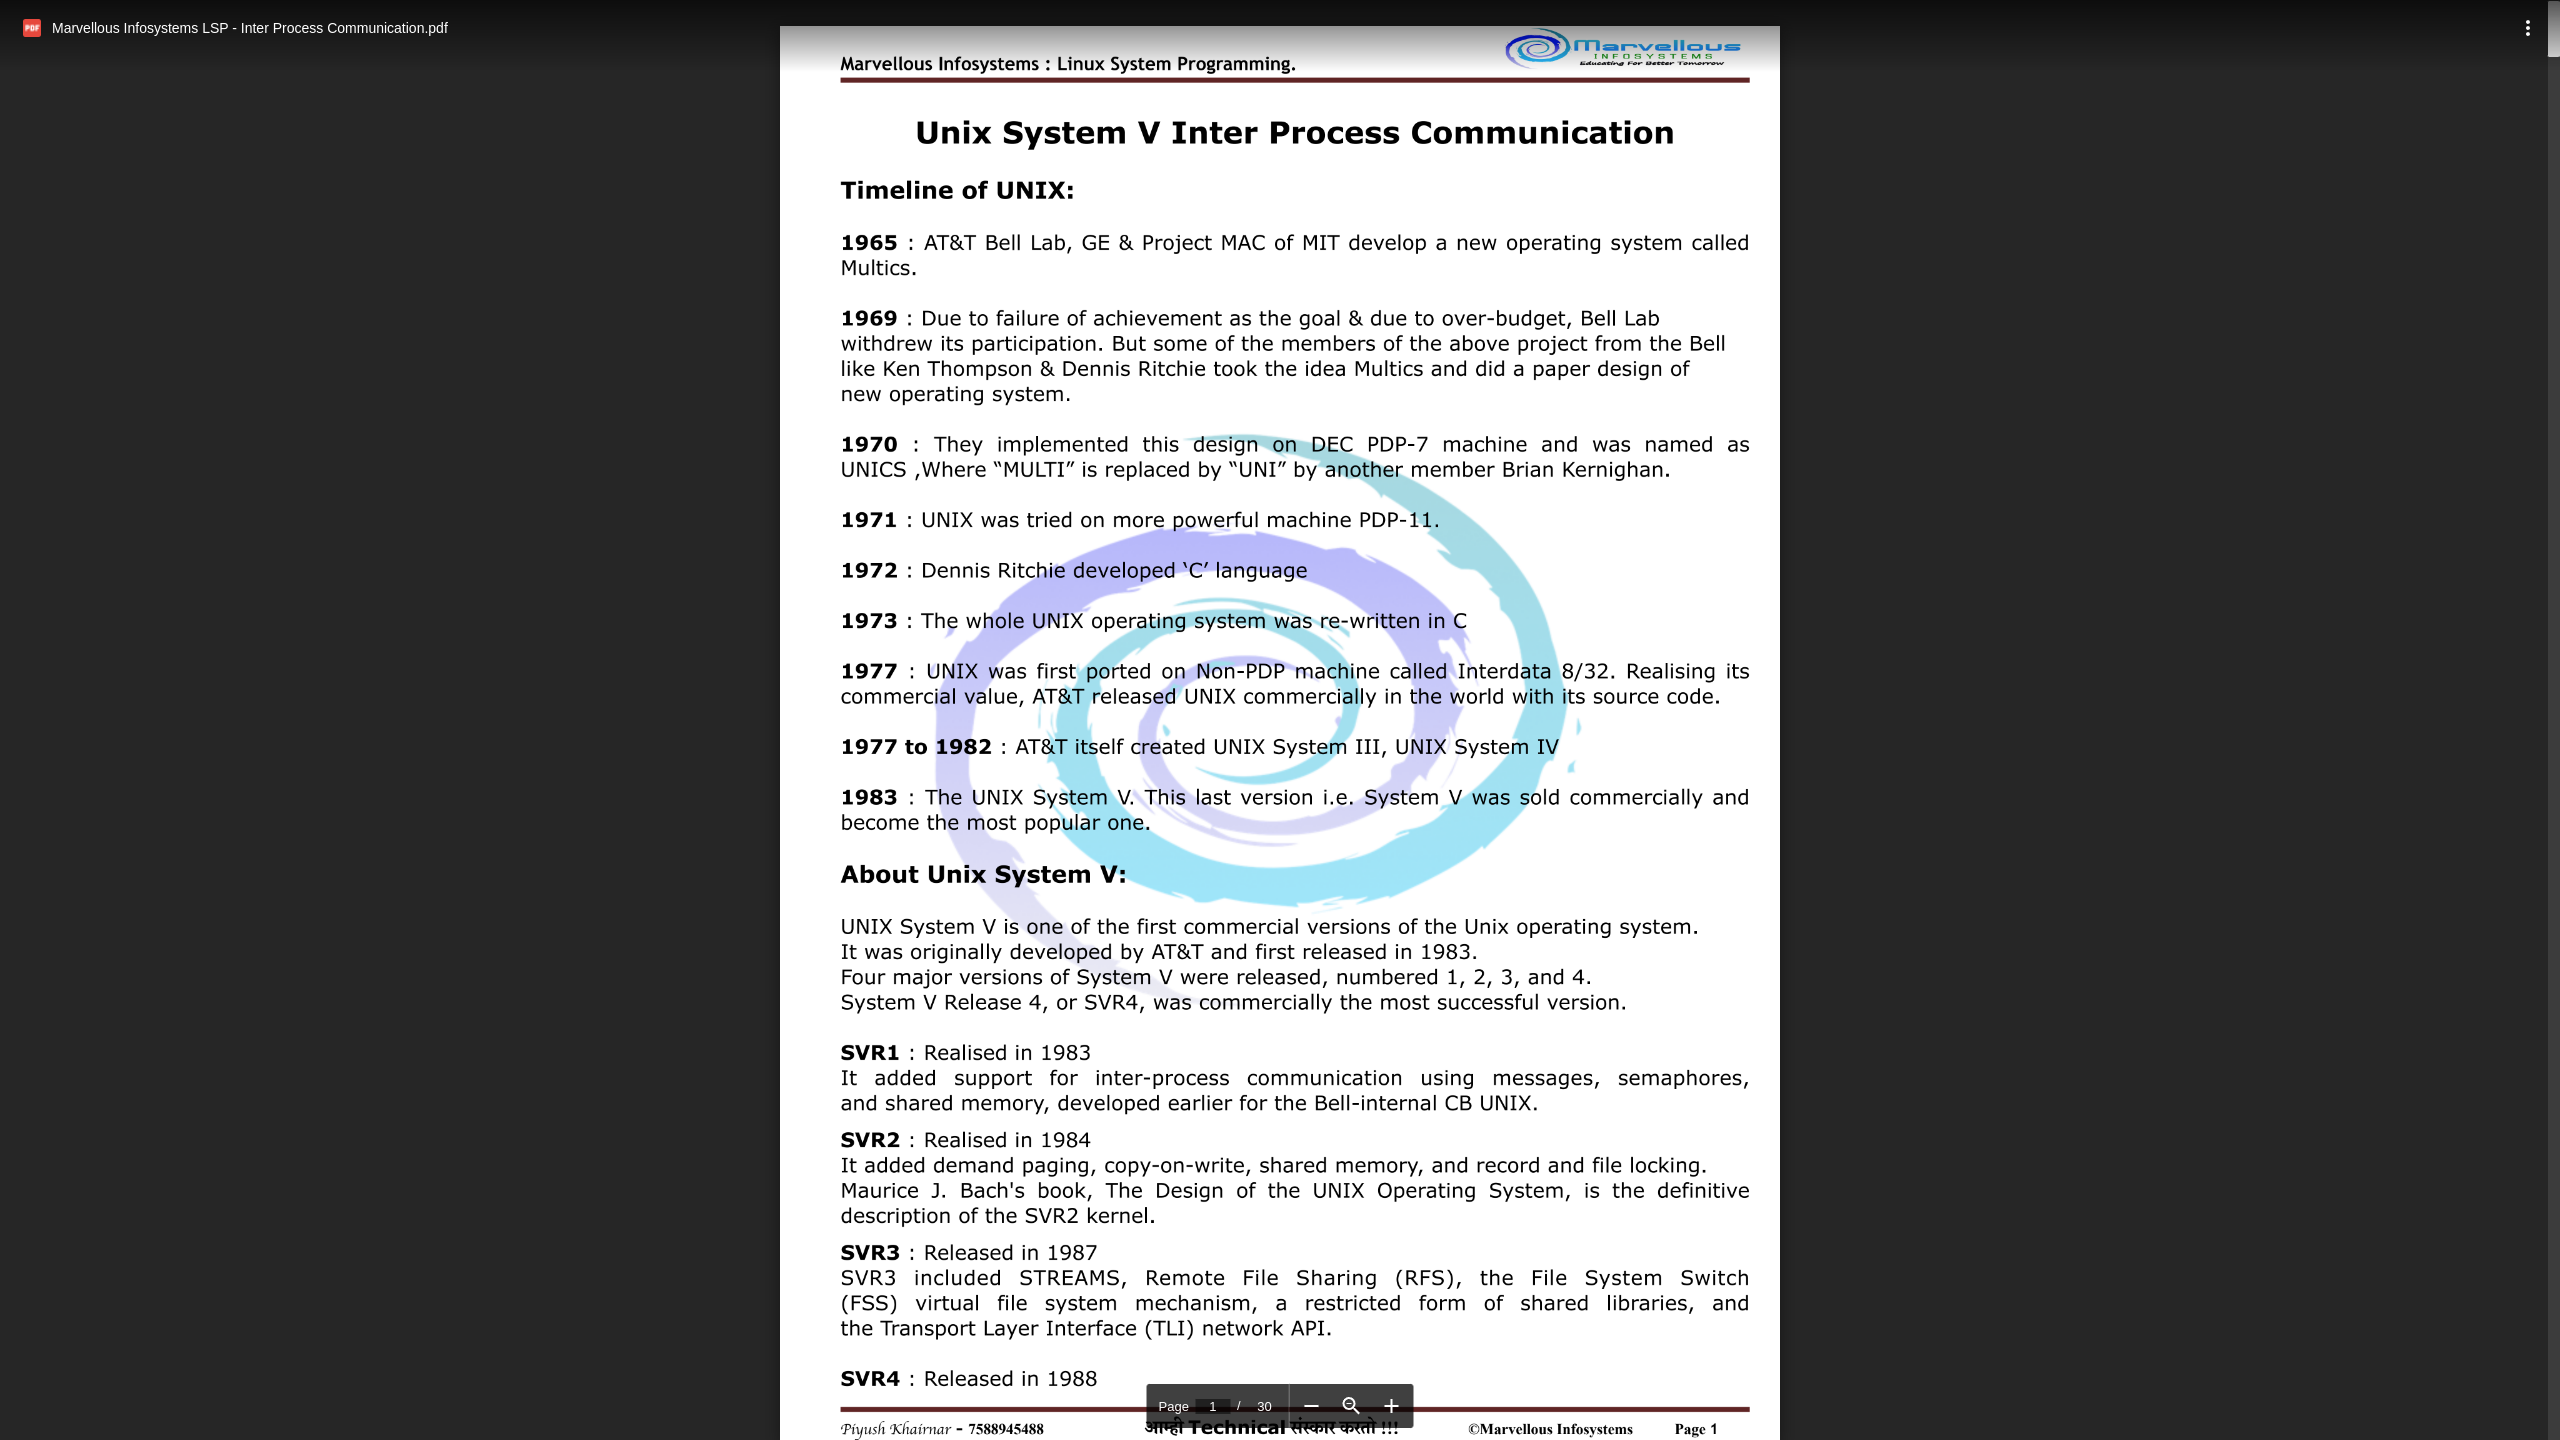 Marvellous Infosystems LSP - Inter Process Communication.pdf
Marvellous Infosystems : Linux System Programming.
Marvellous
INFOSYSTEMS
Educating For Better Tomorrow
Unix System V Inter Process Communication
Timeline of UNIX:
1965 : AT&T Bell Lab, GE & Project MAC of MIT develop a new operating system called
Multics.
1969 : Due to failure of achievement as the goal & due to over-budget, Bell Lab
withdrew its participation. But some of the members of the above project from the Bell
like Ken Thompson & Dennis Ritchie took the idea Multics and did a paper design of
new operating system.
1970 : They implemented this design on DEC PDP-7 machine and was named as
UNICS ,Where “MULTI” is replaced by “UNI” by another member Brian Kernighan.
1971 : UNIX was tried on more powerful machine PDP-11.
1972 : Dennis Ritchie developed ‘C’ language
1973 : The whole UNIX operating system was re-written in C
1977 : UNIX was first ported on Non-PDP machine called Interdata 8/32. Realising its
commercial value, AT&T released UNIX commercially in the world with its source code.
1977 to 1982 : AT&T itself created UNIX System III, UNIX System IV
1983 : The UNIX System V. This last version i.e. System V was sold commercially and
become the most popular one.
About Unix System V:
UNIX System V is one of the first commercial versions of the Unix operating system.
It was originally developed by AT&T and first released in 1983.
Four major versions of System V were released, numbered 1, 2, 3, and 4.
System V Release 4, or SVR4, was commercially the most successful version.
SVR1 : Realised in 1983
It added support for inter-process communication using messages, semaphores,
and shared memory, developed earlier for the Bell-internal CB UNIX.
SVR2 : Realised in 1984
It added demand paging, copy-on-write, shared memory, and record and file locking.
Maurice J. Bach's book, The Design of the UNIX Operating System, is the definitive
description of the SVR2 kernel.
SVR3 : Released in 1987
SVR3 included STREAMS, Remote File Sharing (RFS), the File System Switch
(FSS) virtual file system mechanism, a restricted form of shared libraries, and
the Transport Layer Interface (TLI) network API.
SVR4 : Released in 1988
Page 1 / 30
Piyush Khairnar - 7588945488 आम्ही Technical संस्कार करतो !!! ©Marvellous Infosystems Page 1